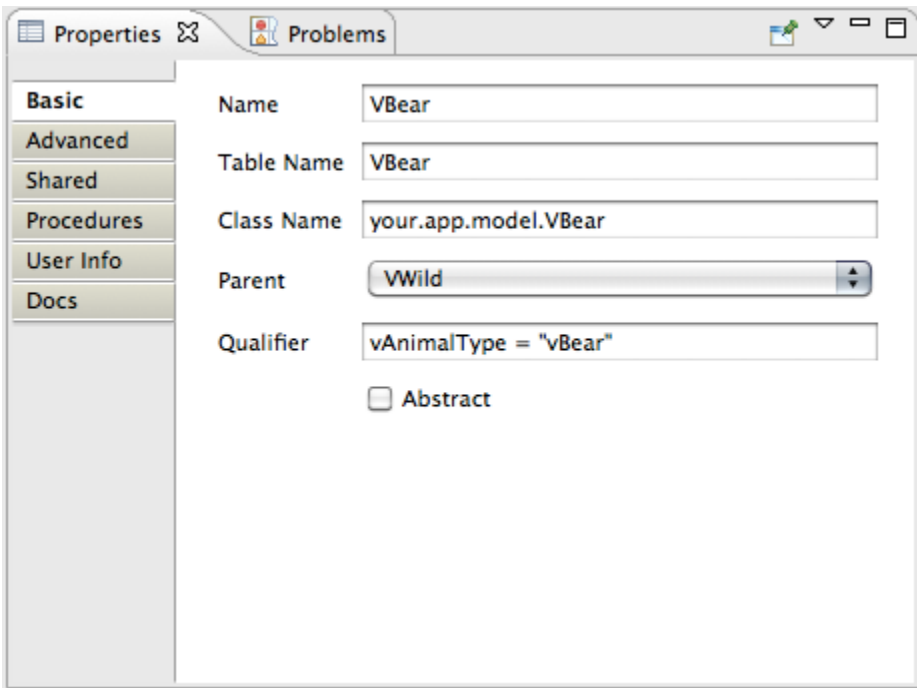 Properties Problems
Basic
Advanced
Shared
Procedures
User Info
Docs
Name VBear
Table Name VBear
Class Name your.app.model.VBear
Parent VWild
Qualifier vAnimalType = "vBear"
Abstract